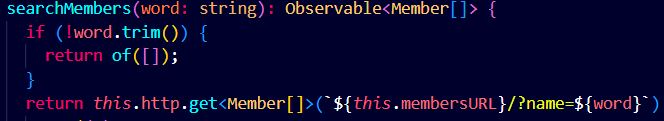 searchMembers(word: string): Observable<Member[]> {
if (!word.trim()) {
return of([]);
}
return this.http.get<Member[]>(`${this.membersURL}/?name=${word}`)